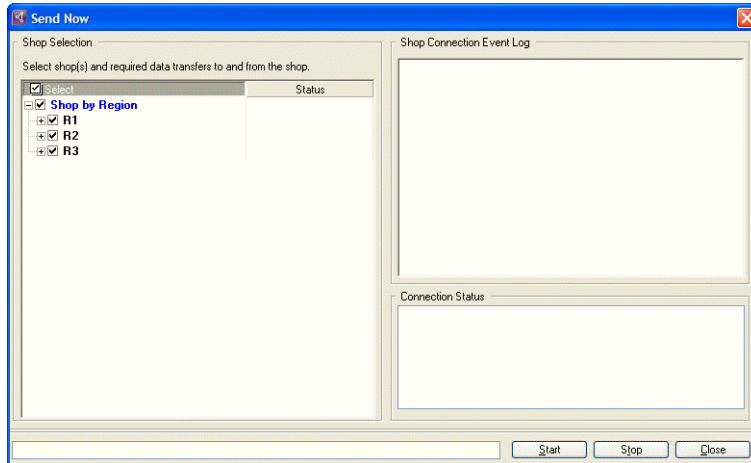 Send Now
Shop Selection
Select shop(s) and required data transfers to and from the shop.
Select Status
Shop by Region
R1
R2
R3
Shop Connection Event Log
Connection Status
Start Stop Close